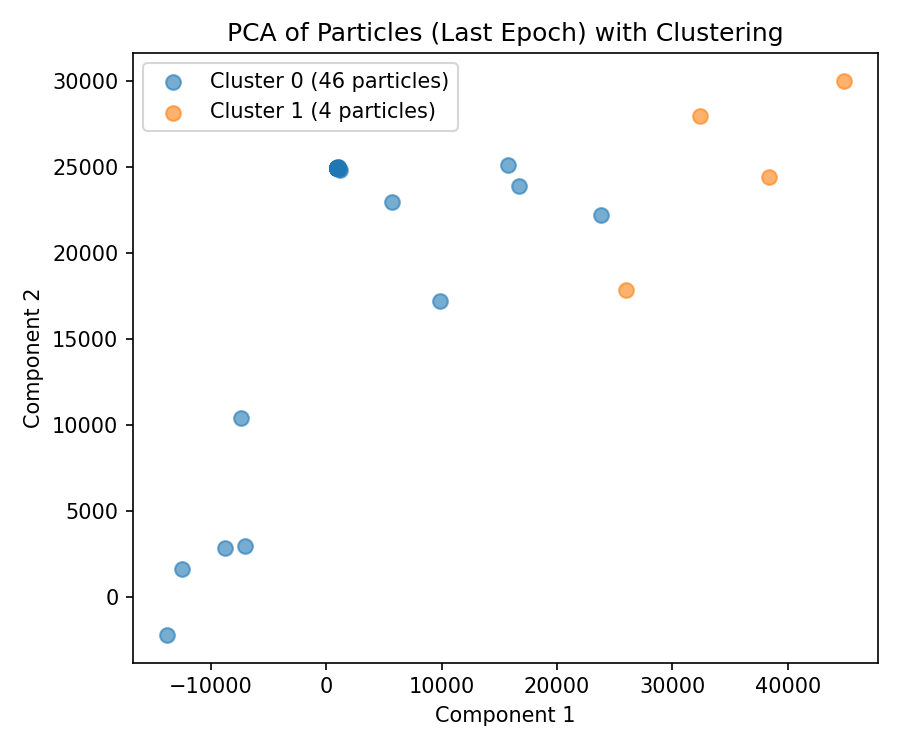 PCA of Particles (Last Epoch) with Clustering
Cluster 0 (46 particles)
Cluster 1 (4 particles)
30000
25000
20000
15000
10000
5000
0
Component 2
−10000
0
10000
20000
30000
40000
Component 1